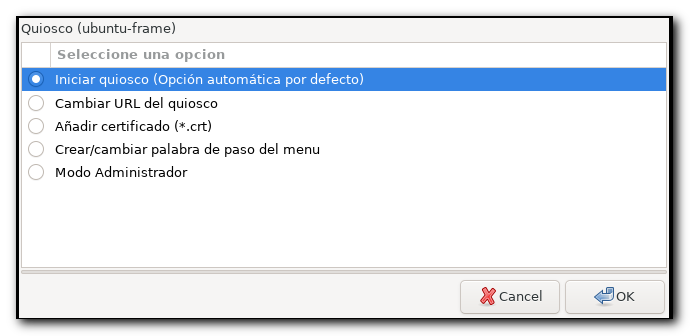 Quiosco (ubuntu-frame)
Seleccione una opcion
Iniciar quiosco (Opción automática por defecto)
Cambiar URL del quiosco
Añadir certificado (*.crt)
Crear/cambiar palabra de paso del menu
Modo Administrador
Cancel
OK